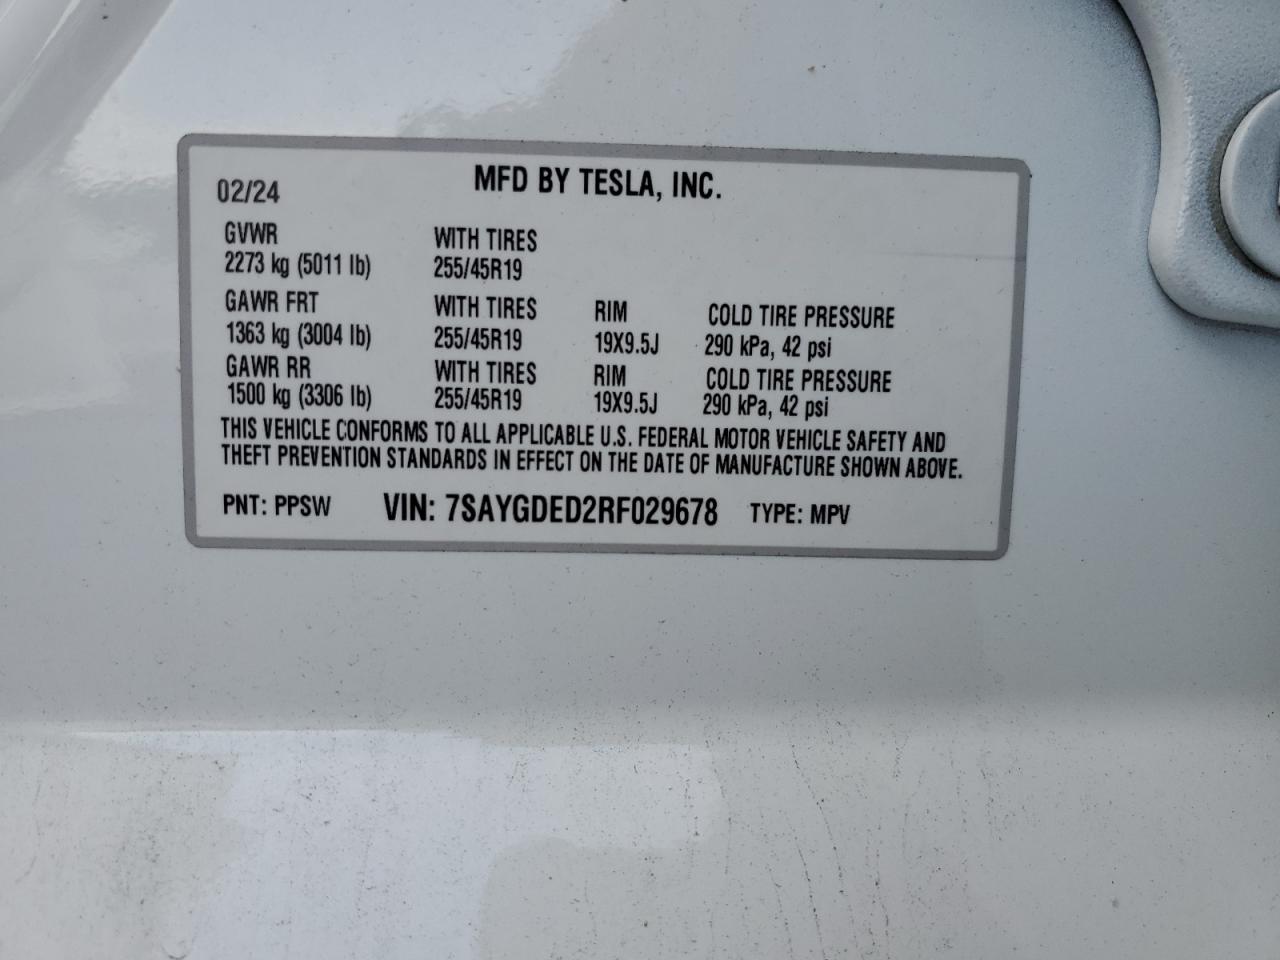 02/24 MFD BY TESLA, INC.
GVWR WITH TIRES
2273 kg (5011 lb) 255/45R19
GAWR FRT WITH TIRES RIM COLD TIRE PRESSURE
1363 kg (3004 lb) 255/45R19 19X9.5J 290 kPa, 42 psi
GAWR RR WITH TIRES RIM COLD TIRE PRESSURE
1500 kg (3306 lb) 255/45R19 19X9.5J 290 kPa, 42 psi
THIS VEHICLE CONFORMS TO ALL APPLICABLE U.S. FEDERAL MOTOR VEHICLE SAFETY AND
THEFT PREVENTION STANDARDS IN EFFECT ON THE DATE OF MANUFACTURE SHOWN ABOVE.
PNT: PPSW VIN: 7SAYGDED2RF029678 TYPE: MPV